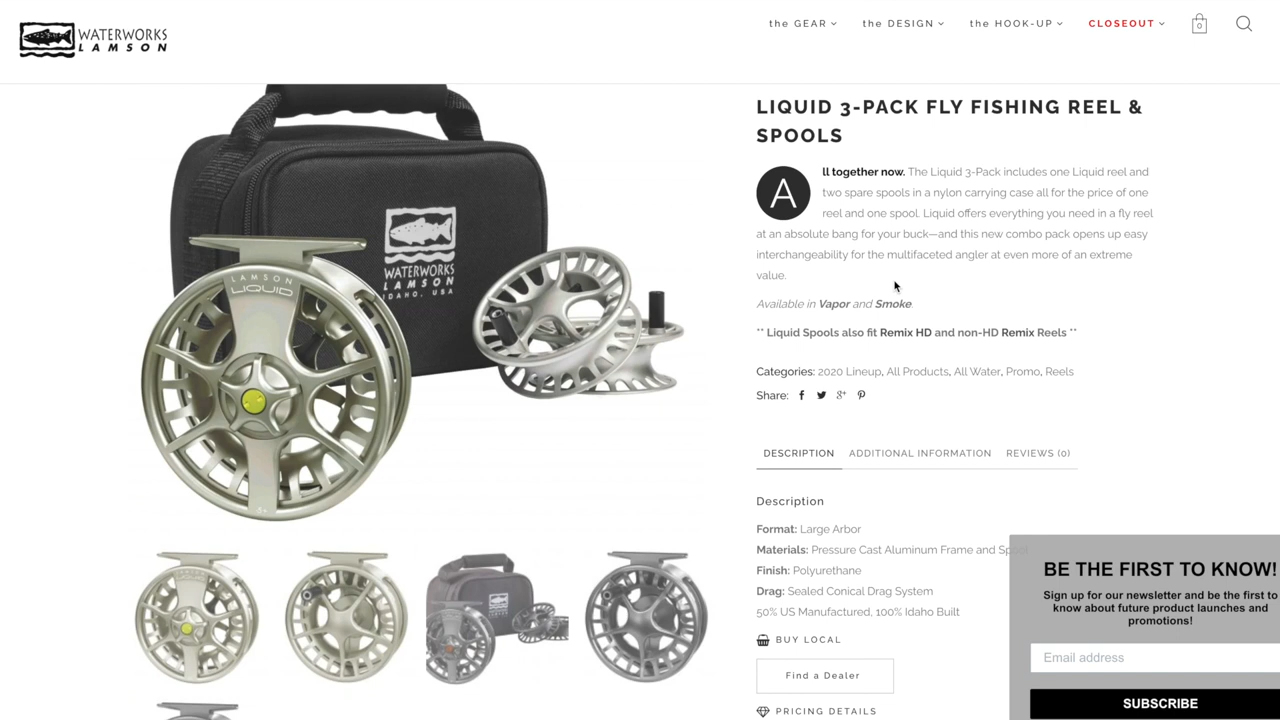 WATERWORKS
LAMSON
the GEAR
the DESIGN
the HOOK-UP
CLOSEOUT
0
LIQUID 3-PACK FLY FISHING REEL &
SPOOLS
All together now. The Liquid 3-Pack includes one Liquid reel and
two spare spools in a nylon carrying case all for the price of one
reel and one spool. Liquid offers everything you need in a fly reel
at an absolute bang for your buck—and this new combo pack opens up easy
interchangeability for the multifaceted angler at even more of an extreme
value.
Available in Vapor and Smoke.
** Liquid Spools also fit Remix HD and non-HD Remix Reels **
Categories: 2020 Lineup, All Products, All Water, Promo, Reels
Share:
DESCRIPTION
ADDITIONAL INFORMATION
REVIEWS (0)
Description
Format: Large Arbor
Materials: Pressure Cast Aluminum Frame and Spool
Finish: Polyurethane
Drag: Sealed Conical Drag System
50% US Manufactured, 100% Idaho Built
BUY LOCAL
Find a Dealer
PRICING DETAILS
WATERWORKS
LAMSON
IDAHO, USA
LAMSON
LIQUID
5+
BE THE FIRST TO KNOW!
Sign up for our newsletter and be the first to
know about future product launches and
promotions!
Email address
SUBSCRIBE